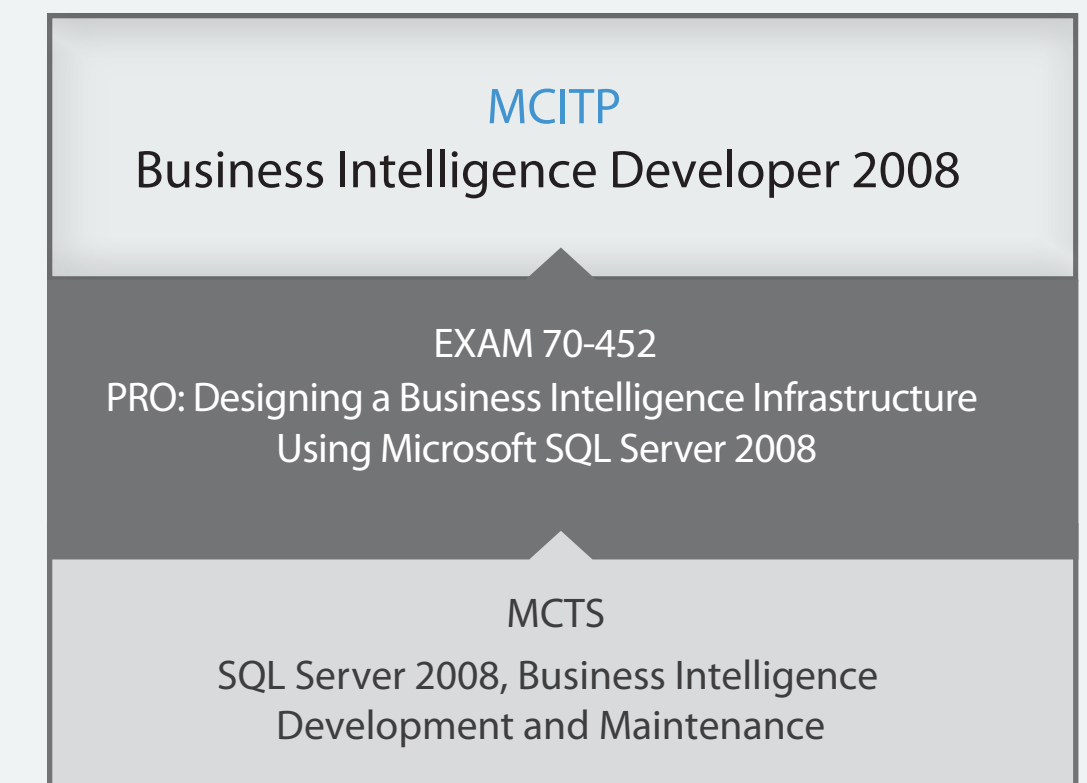 MCITP
Business Intelligence Developer 2008
EXAM 70-452
PRO: Designing a Business Intelligence Infrastructure
Using Microsoft SQL Server 2008
MCTS
SQL Server 2008, Business Intelligence
Development and Maintenance